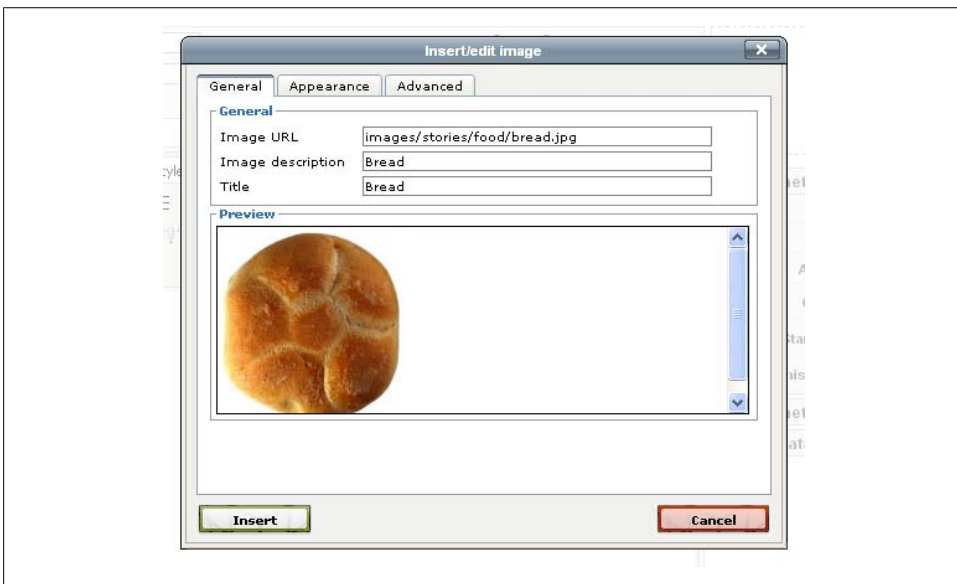 Insert/edit image
General Appearance Advanced
General
Image URL images/stories/food/bread.jpg
Image description Bread
Title Bread
Preview
Insert Cancel